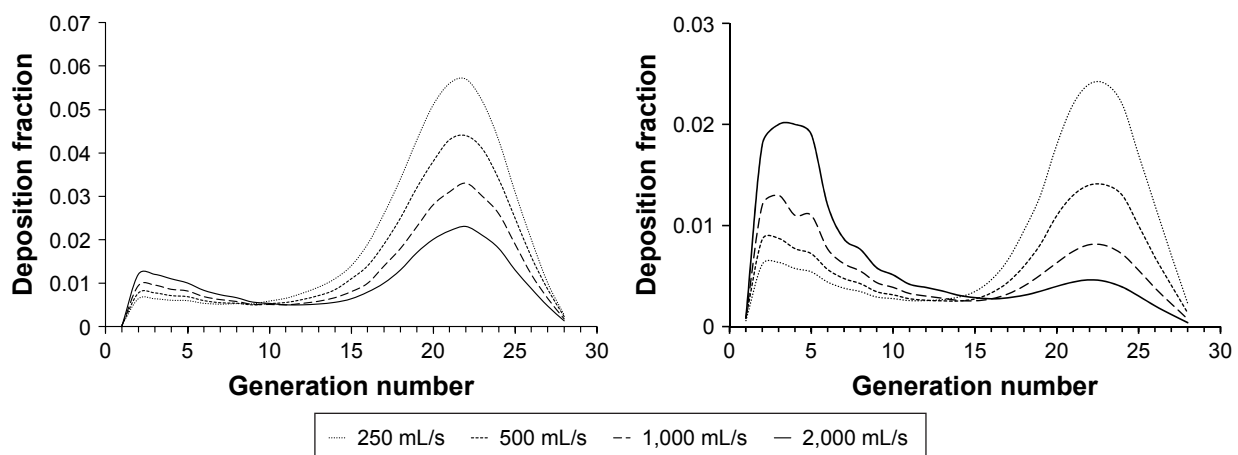 Deposition fraction
0.07
0.06
0.05
0.04
0.03
0.02
0.01
0
0 5 10 15 20 25 30
Generation number
Deposition fraction
0.03
0.02
0.01
0
0 5 10 15 20 25 30
Generation number
250 mL/s 500 mL/s 1,000 mL/s 2,000 mL/s